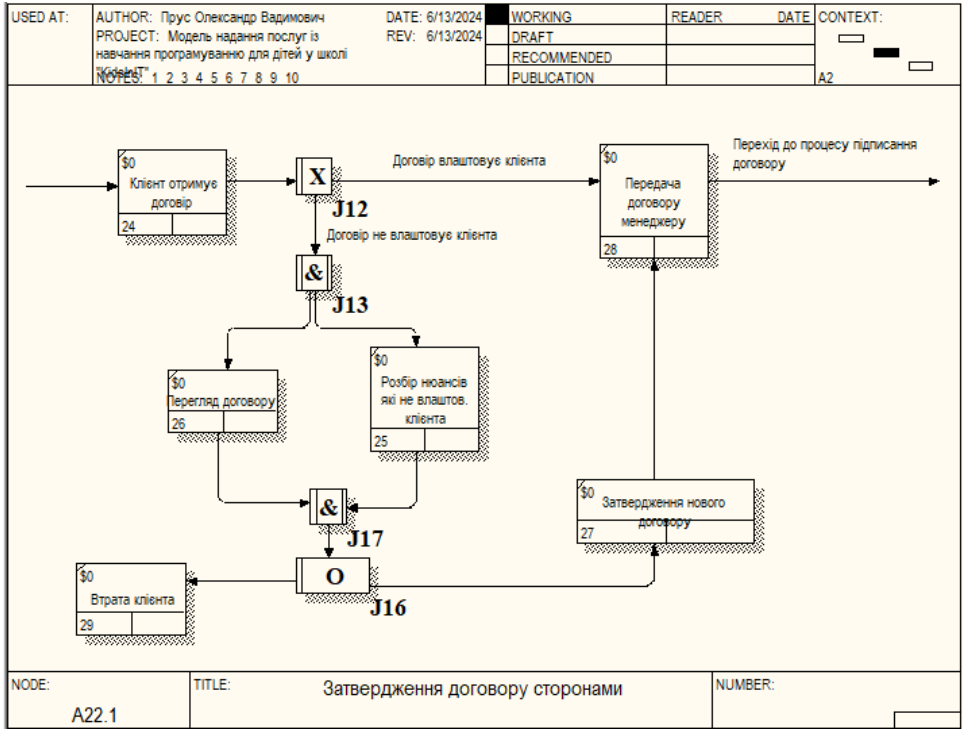 USED AT:
AUTHOR: Прус Олександр Вадимович
DATE: 6/13/2024
PROJECT: Модель надання послуг із
навчання програмуванню для дітей у школі
"KidsInIT"
REV: 6/13/2024
NOTES: 1 2 3 4 5 6 7 8 9 10
WORKING
DRAFT
RECOMMENDED
PUBLICATION
READER DATE
CONTEXT:
A2
$0
Клієнт отримує
договір
24
X
J12
Договір влаштовує клієнта
Договір не влаштовує клієнта
$0
Передача
договору
менеджеру
28
Перехід до процесу підписання
договору
&
J13
$0
Перегляд договору
26
$0
Розбір нюансів
які не влаштов.
клієнта
25
&
J17
$0
Затвердження нового
договору
27
O
J16
$0
Втрата клієнта
29
NODE:
A22.1
TITLE:
Затвердження договору сторонами
NUMBER: